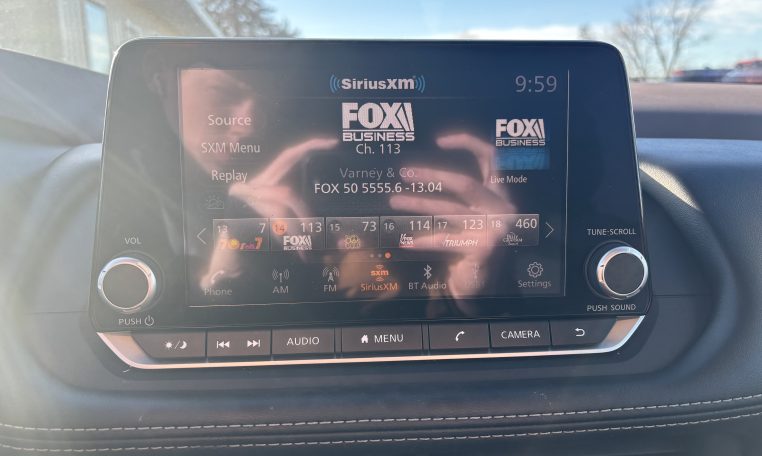 SiriusXM
9:59
FOX
BUSINESS
Ch. 113
FOX
BUSINESS
Source
SXM Menu
Replay
Varney & Co.
FOX 50 5555.6 -13.04
Live Mode
13 7
14 113
15 73
16 114
17 123
18 460
FOX
BUSINESS
TRIUMPH
Phone
AM
FM
sxm
SiriusXM
BT Audio
Settings
VOL
PUSH
TUNE-SCROLL
PUSH SOUND
AUDIO
MENU
CAMERA